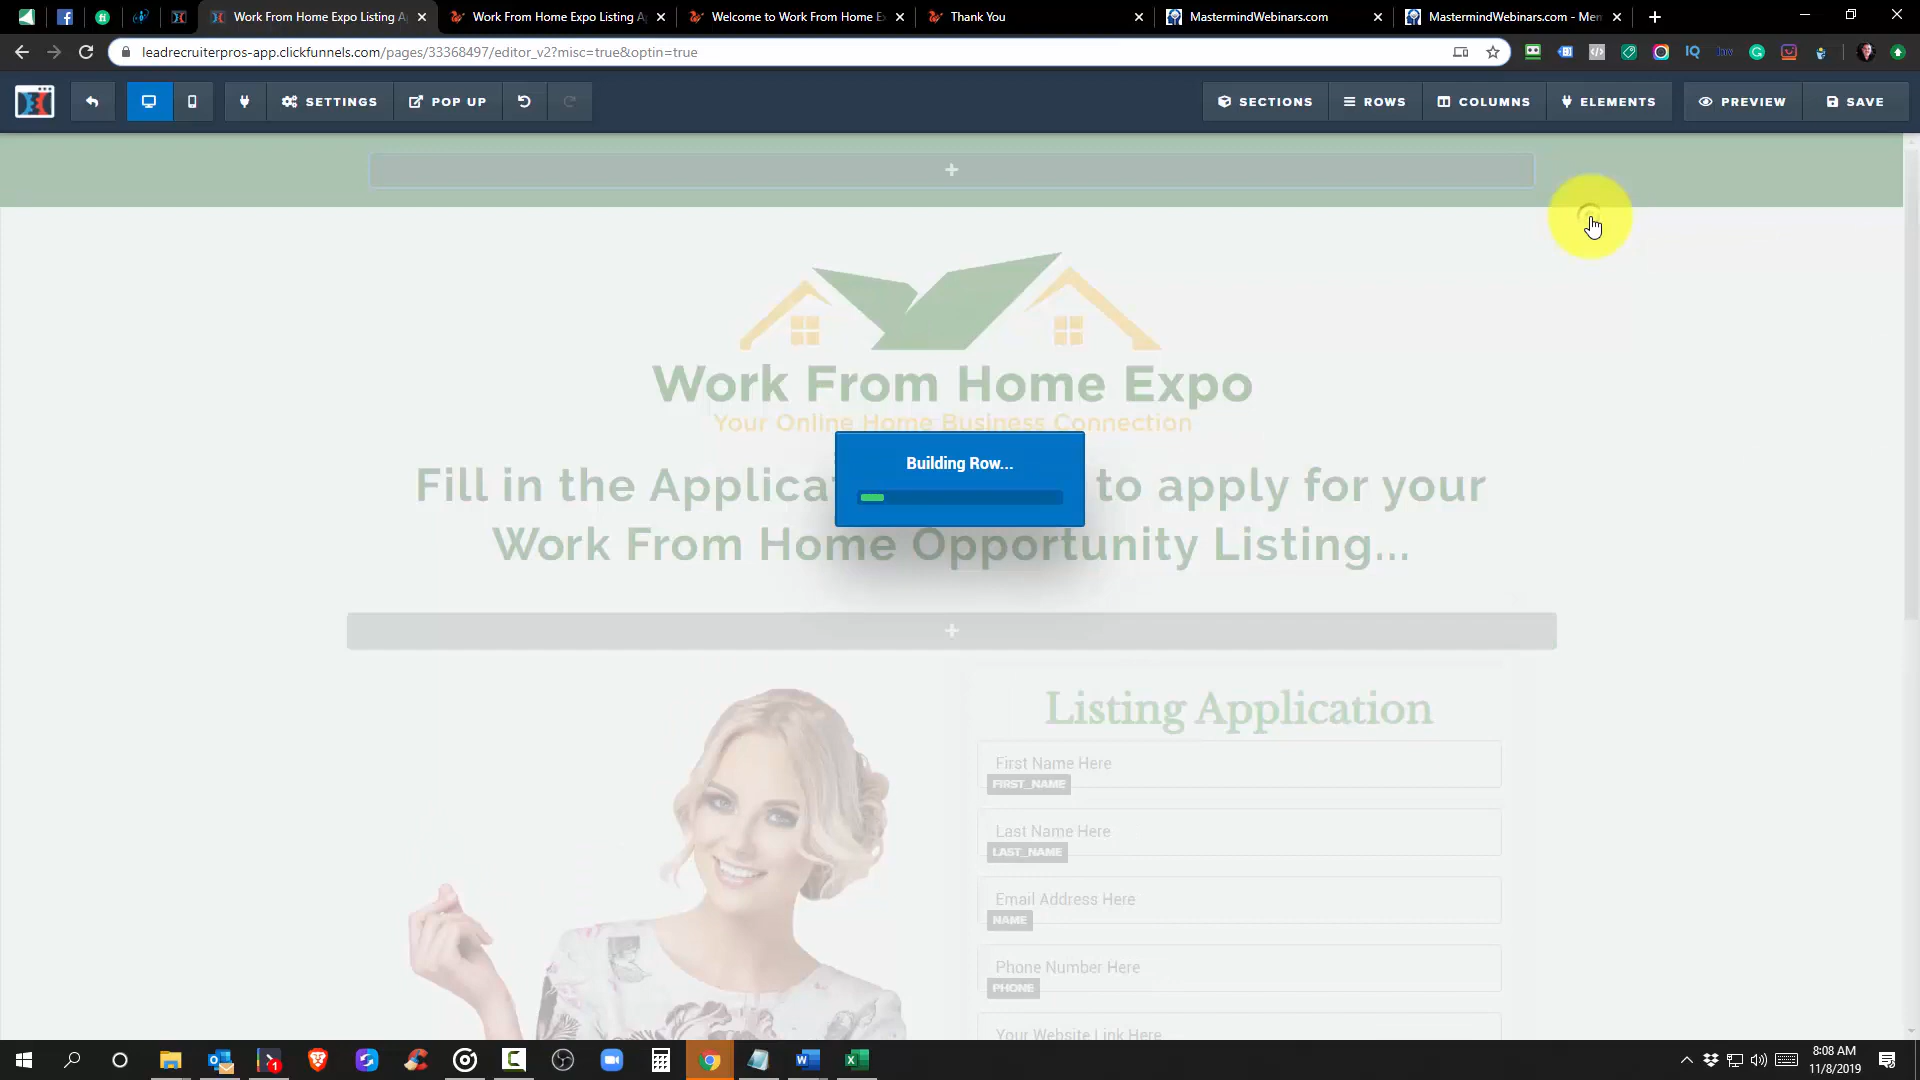 Work From Home Expo Listing A
Work From Home Expo Listing A
Welcome to Work From Home E
Thank You
MastermindWebinars.com
MastermindWebinars.com - Mem
leadrecruiterpros-app.clickfunnels.com/pages/33368497/editor_v2?misc=true&optin=true
SETTINGS
POP UP
SECTIONS
ROWS
COLUMNS
ELEMENTS
PREVIEW
SAVE
Work From Home Expo
Your Online Home Business Connection
Building Row...
Fill in the Applica to apply for your
Work From Home Opportunity Listing...
Listing Application
First Name Here
FIRST_NAME
Last Name Here
LAST_NAME
Email Address Here
NAME
Phone Number Here
PHONE
Your Website Link Here
8:08 AM
11/8/2019